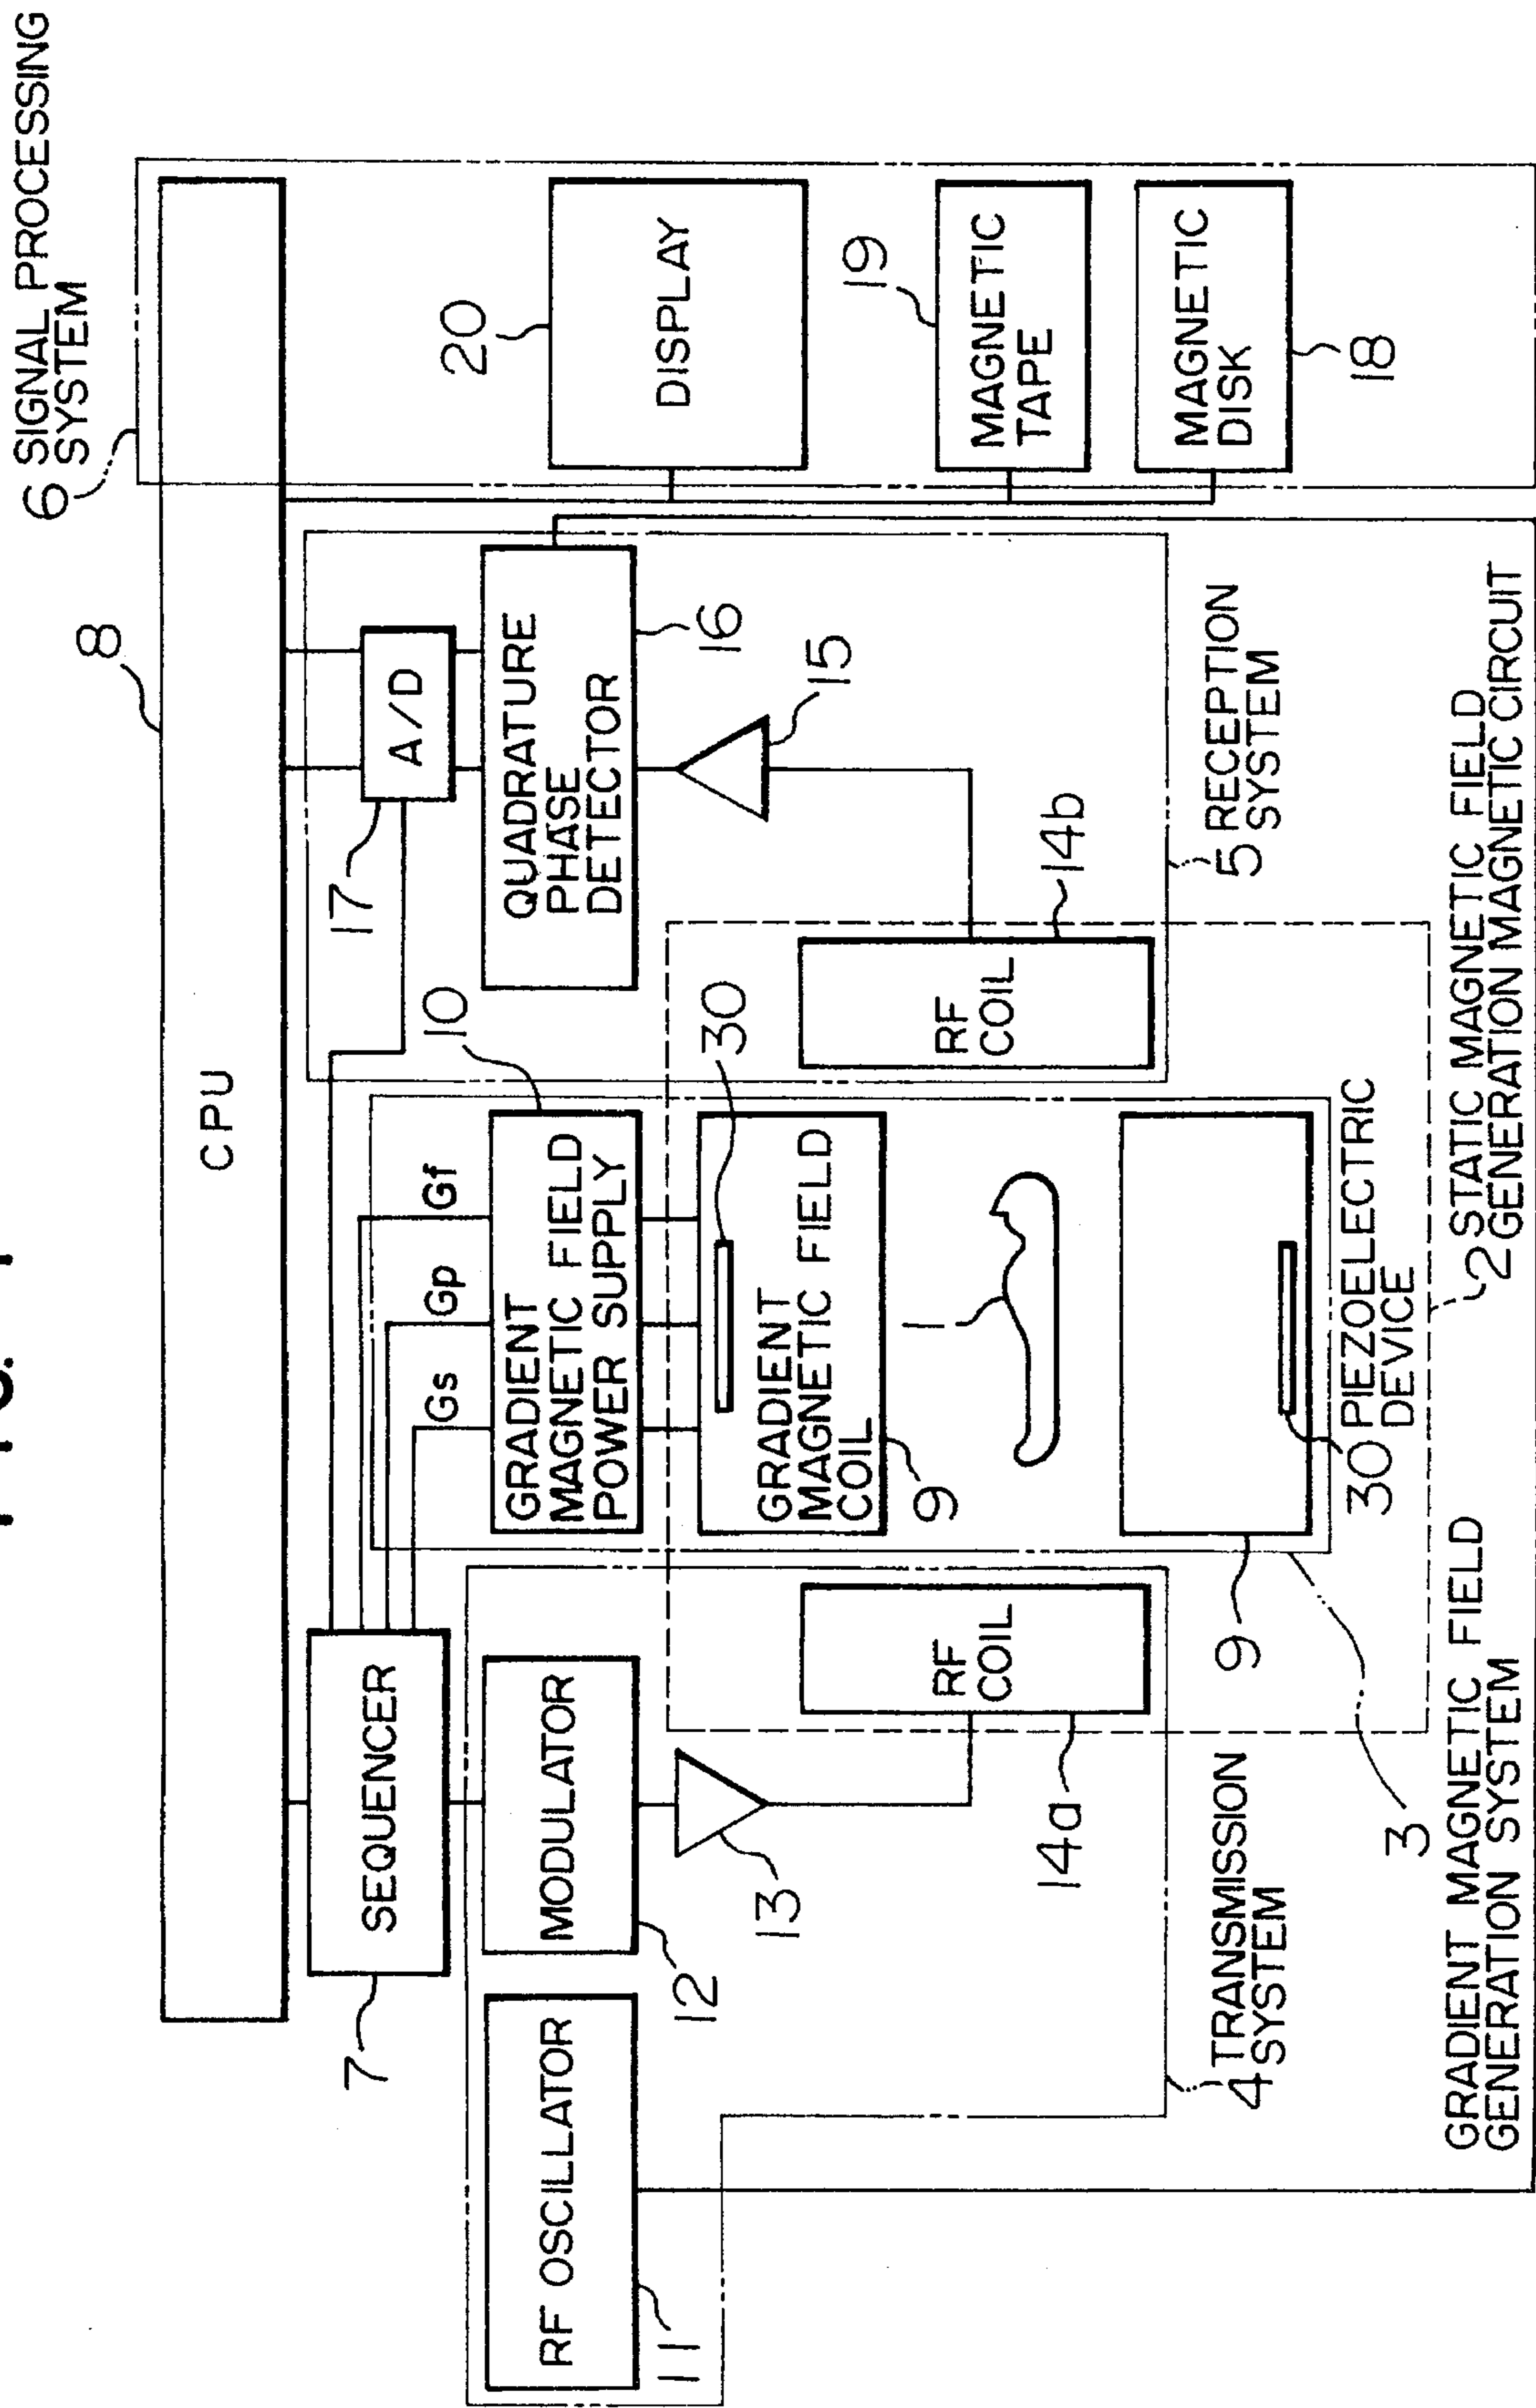 6 SIGNAL PROCESSING
SYSTEM
8
CPU
7
SEQUENCER
17
A/D
20
DISPLAY
Gs
Gp
Gf
10
RF OSCILLATOR
11
MODULATOR
12
GRADIENT
MAGNETIC FIELD
POWER SUPPLY
QUADRATURE
PHASE
DETECTOR
16
13
15
30
GRADIENT
MAGNETIC FIELD
COIL
9
19
MAGNETIC
TAPE
RF
COIL
14a
1
RF
COIL
14b
MAGNETIC
DISK
18
4 TRANSMISSION
SYSTEM
9
5 RECEPTION
SYSTEM
30 PIEZOELECTRIC
DEVICE
3
GRADIENT MAGNETIC FIELD
GENERATION SYSTEM
2 STATIC MAGNETIC FIELD
GENERATION MAGNETIC CIRCUIT